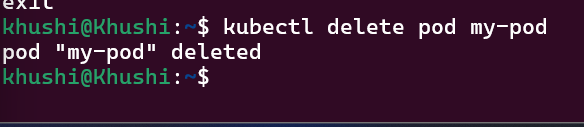 exit
khushi@Khushi:~$ kubectl delete pod my-pod
pod "my-pod" deleted
khushi@Khushi:~$